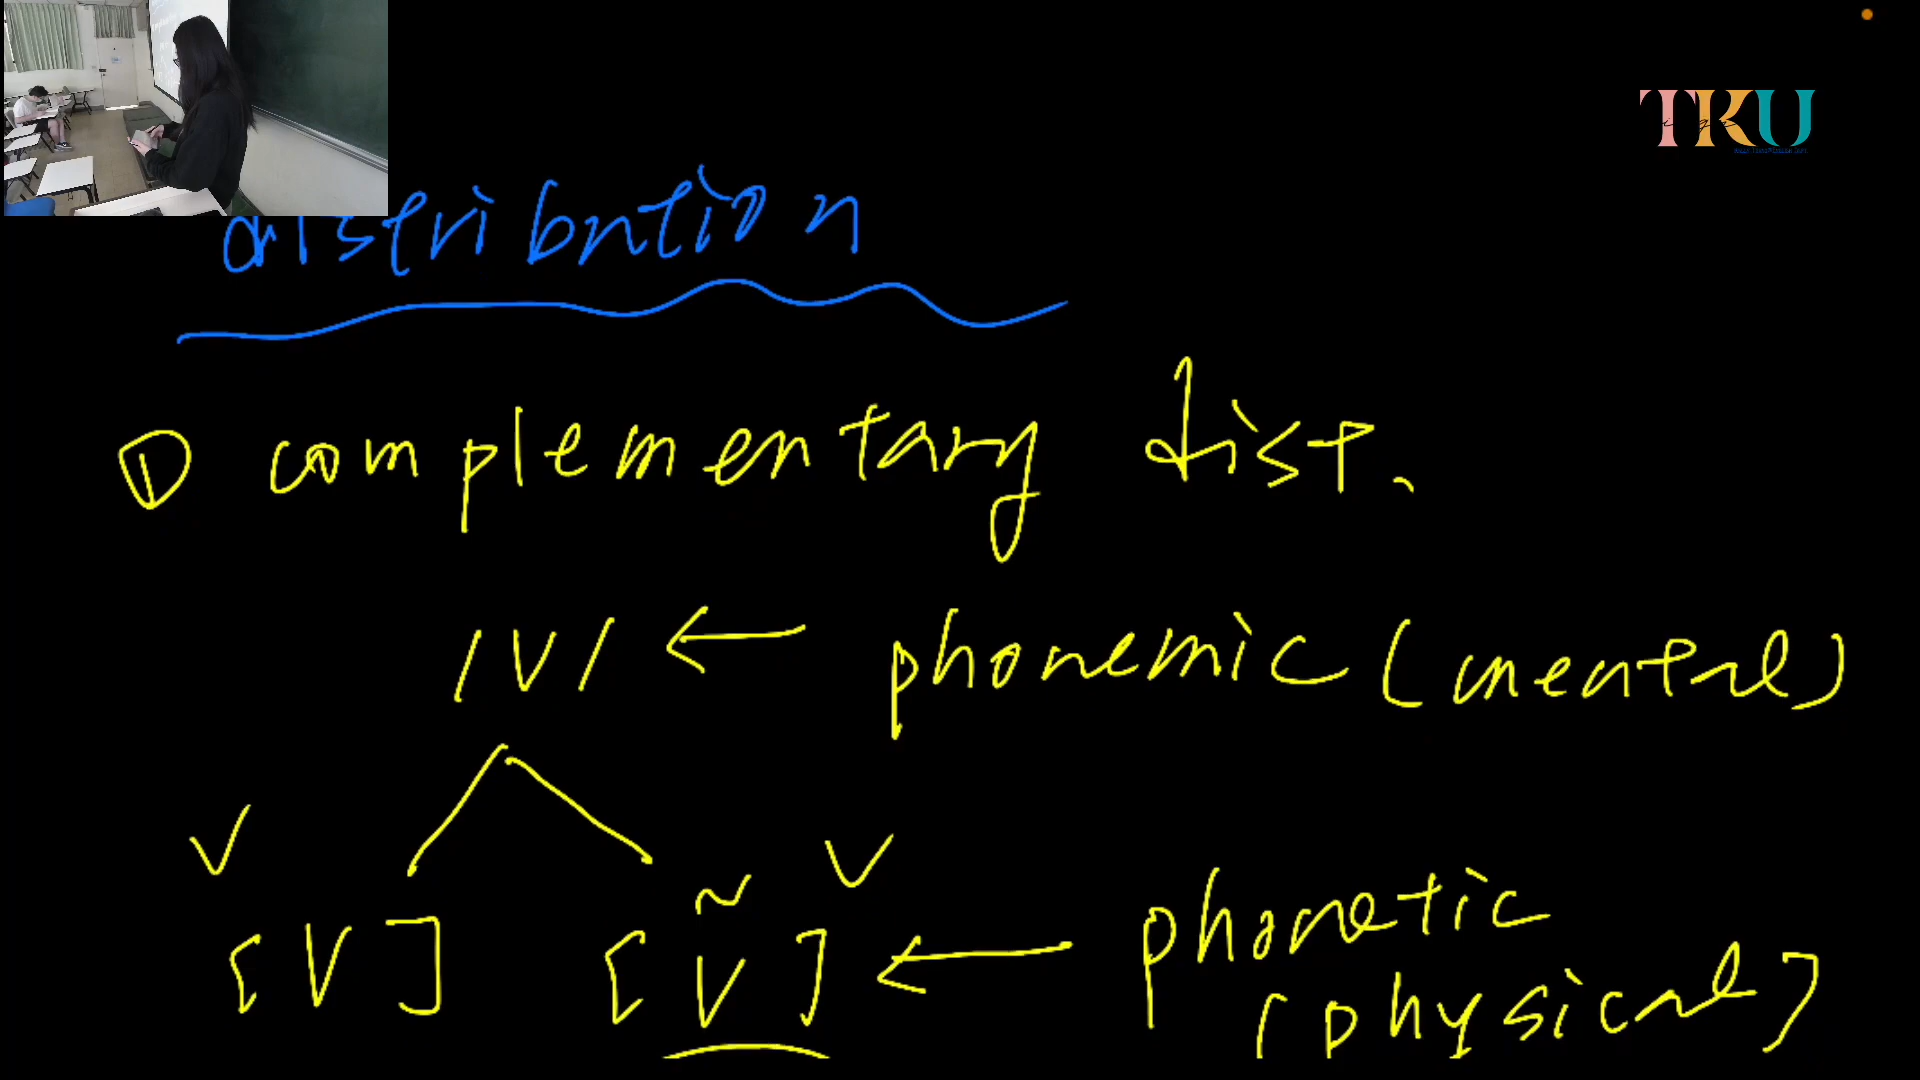 TKU
distribution
① complementary dist.
/V/ ← phonemic (mental)
[V] [Ṽ] ← phonetic
(physical)